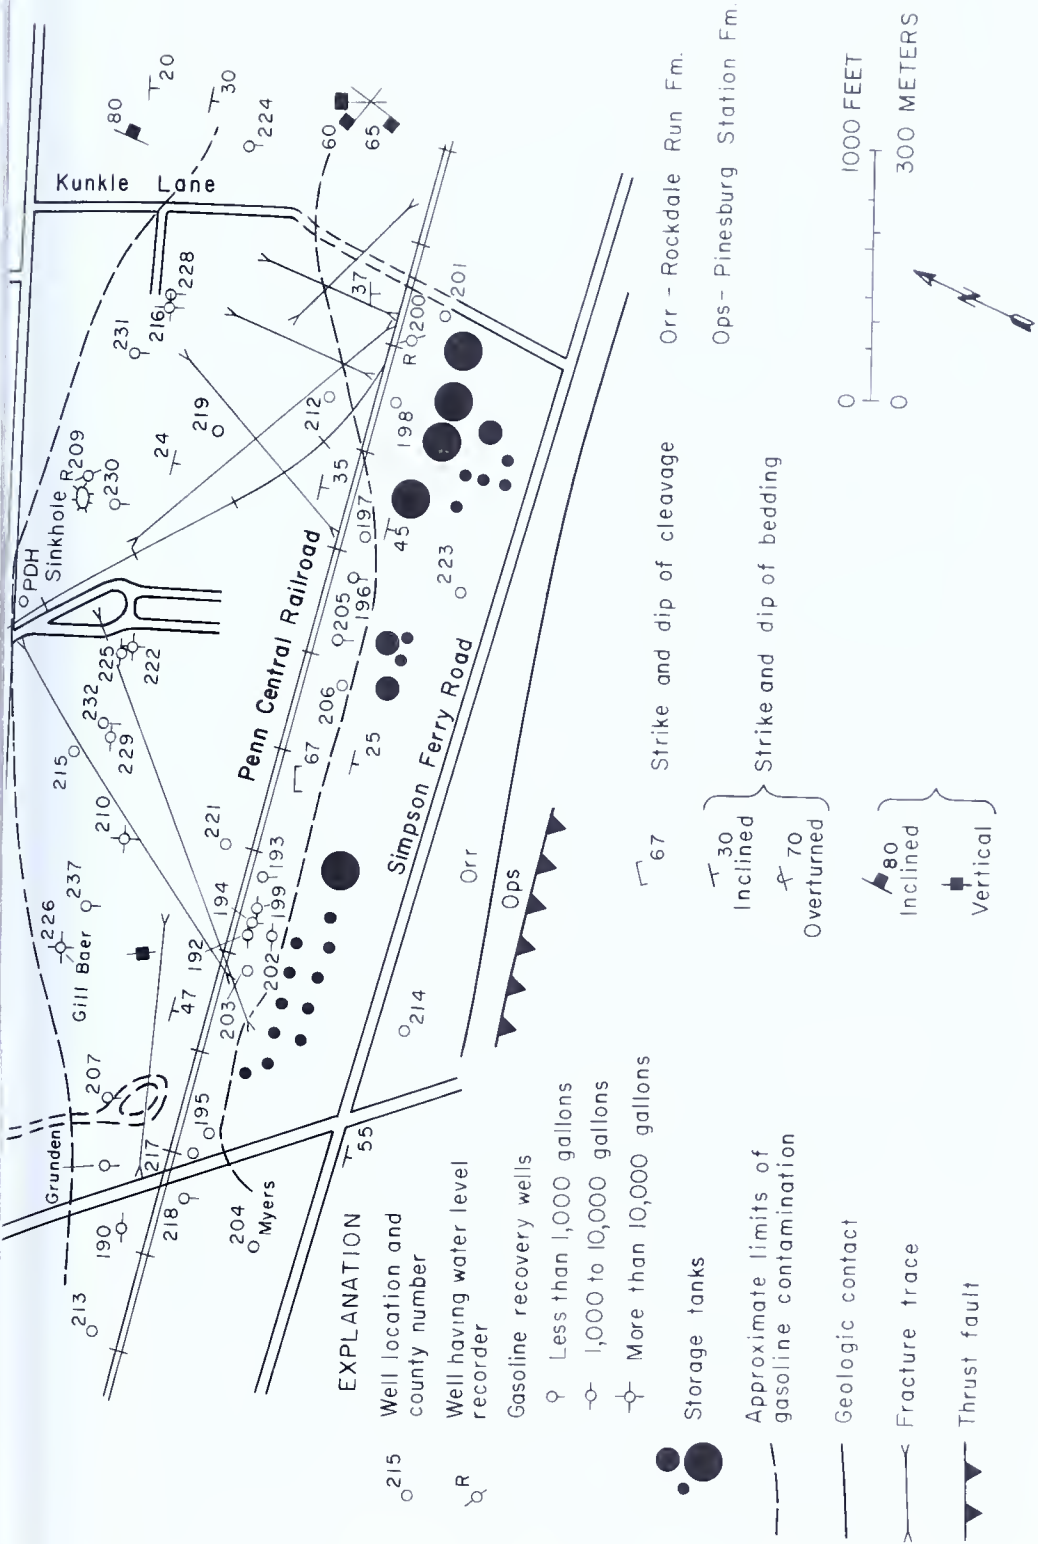 80
20
30
224
60
65
Kunkle Lane
228
216
231
37
201
200
R
212
198
219
24
R 209
230
Sinkhole
PDH
35
197
45
196
205
223
206
Penn Central Railroad
Simpson Ferry Road
225
222
232
229
215
210
67
25
221
193
194
199
192
202
203
237
226
Gill Baer
47
207
Grunden
217
195
190
218
204
Myers
213
55
214
Orr
Ops
EXPLANATION
215
Well location and
county number
R
Well having water level
recorder
Gasoline recovery wells
Less than 1,000 gallons
1,000 to 10,000 gallons
More than 10,000 gallons
Storage tanks
Approximate limits of
gasoline contamination
Geologic contact
Fracture trace
Thrust fault
67
Strike and dip of cleavage
30
Inclined
70
Overturned
Strike and dip of bedding
80
Inclined
Vertical
Orr - Rockdale Run Fm.
Ops- Pinesburg Station Fm.
0 1000 FEET
0 300 METERS
N